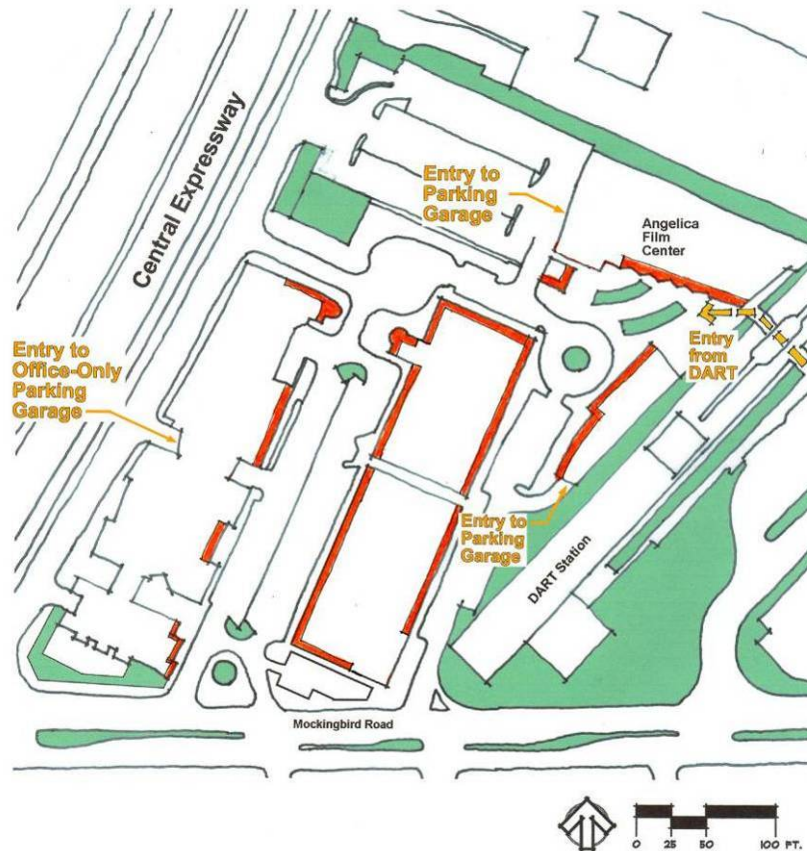 Central Expressway
Entry to
Parking
Garage
Angelica
Film
Center
Entry
from
DART
Entry to
Office-Only
Parking
Garage
Entry to
Parking
Garage
DART Station
Mockingbird Road
0 25 50 100 FT.